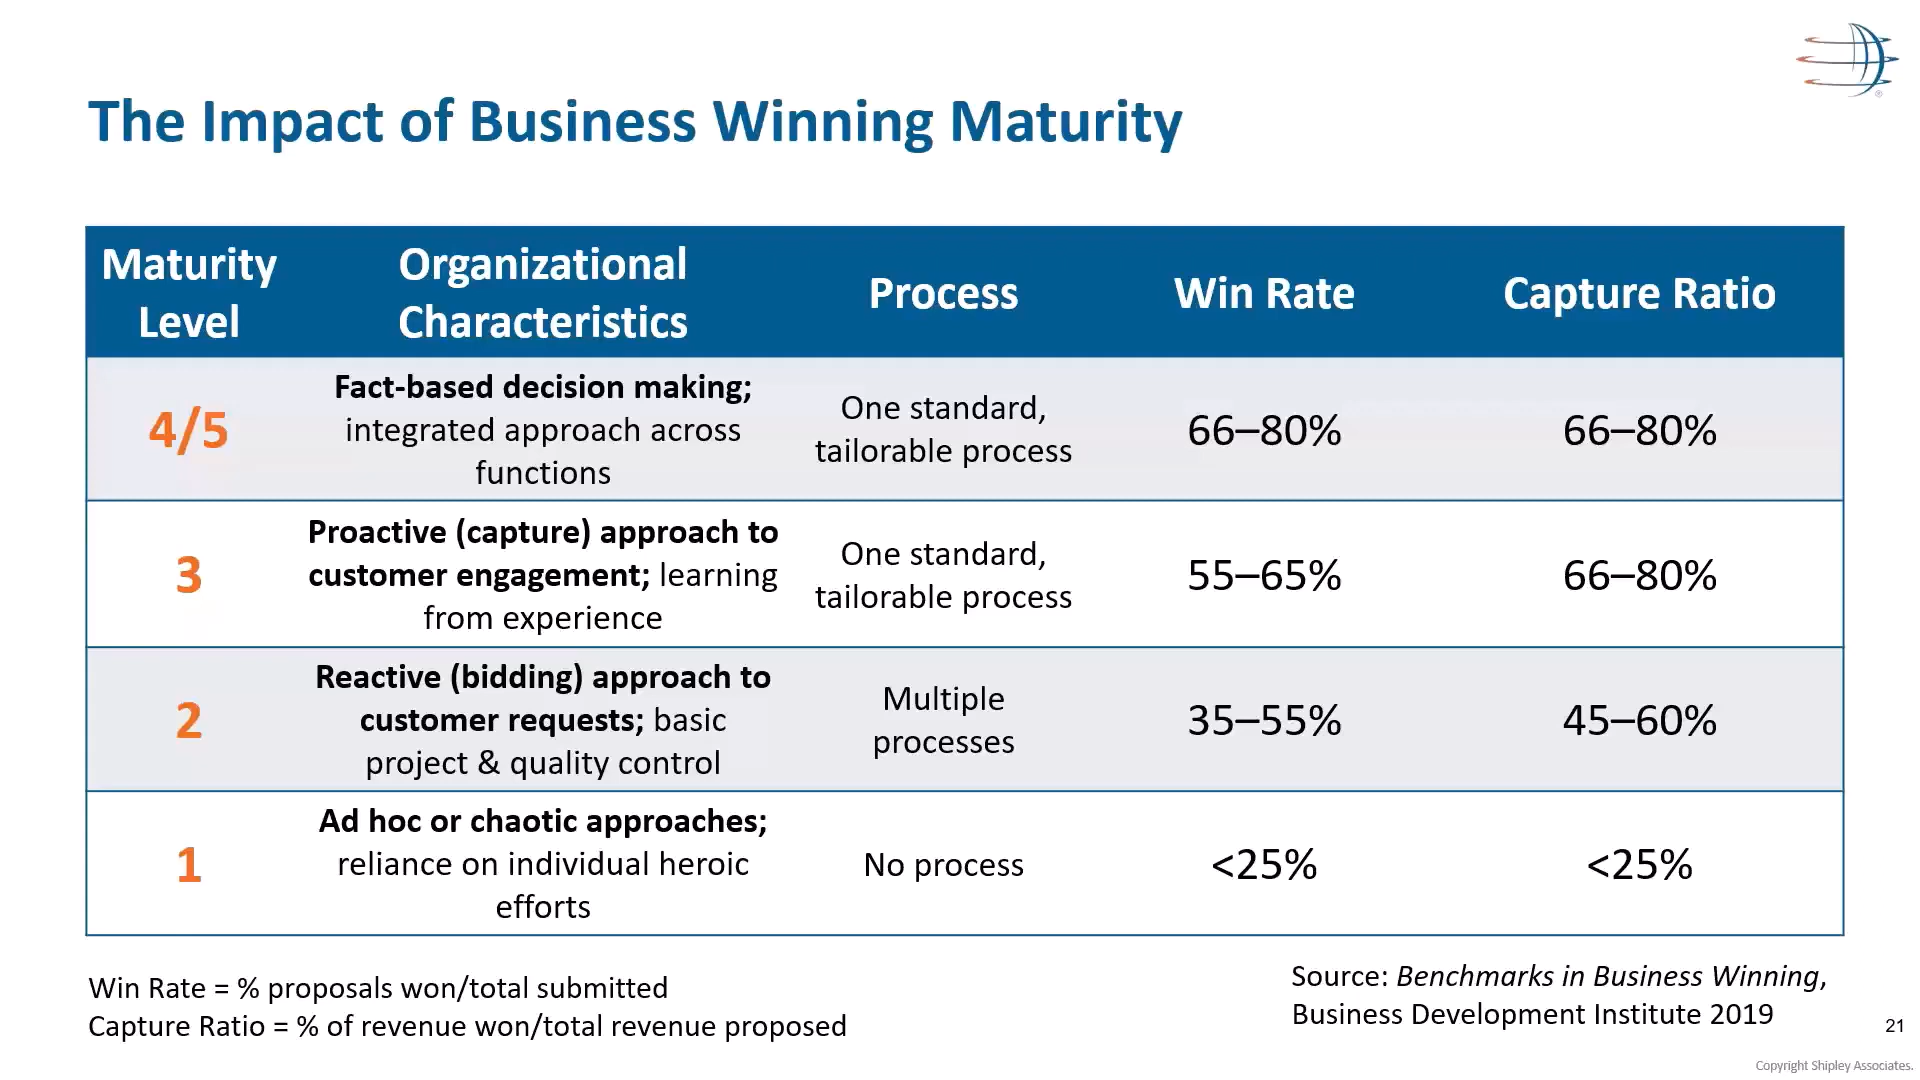 The Impact of Business Winning Maturity
Maturity
Level
Organizational
Characteristics
Process
Win Rate
Capture Ratio
4/5
Fact-based decision making;
integrated approach across
functions
One standard,
tailorable process
66–80%
66–80%
3
Proactive (capture) approach to
customer engagement; learning
from experience
One standard,
tailorable process
55–65%
66–80%
2
Reactive (bidding) approach to
customer requests; basic
project & quality control
Multiple
processes
35–55%
45–60%
1
Ad hoc or chaotic approaches;
reliance on individual heroic
efforts
No process
<25%
<25%
Win Rate = % proposals won/total submitted
Capture Ratio = % of revenue won/total revenue proposed
Source: Benchmarks in Business Winning,
Business Development Institute 2019
21
Copyright Shipley Associates.
®